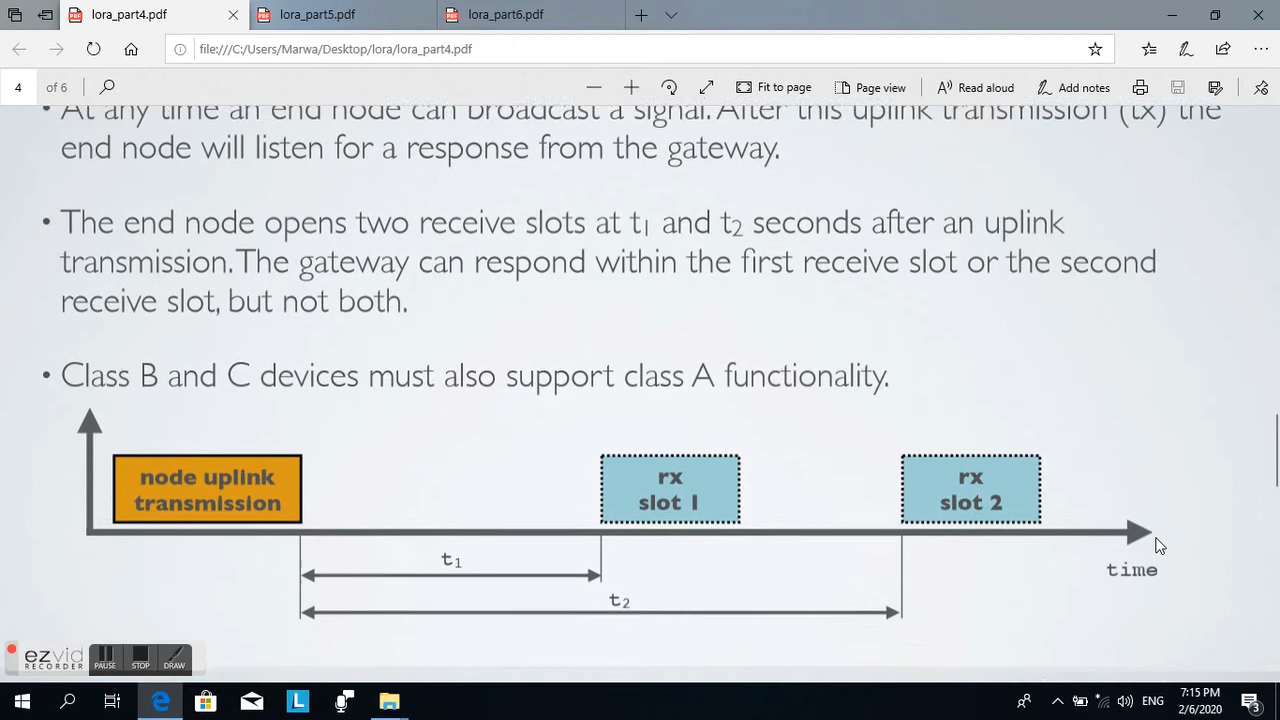 lora_part4.pdf
lora_part5.pdf
lora_part6.pdf
file:///C:/Users/Marwa/Desktop/lora/lora_part4.pdf
4 of 6
Fit to page
Page view
Read aloud
Add notes
• At any time an end node can broadcast a signal. After this uplink transmission (tx) the
end node will listen for a response from the gateway.
• The end node opens two receive slots at t1 and t2 seconds after an uplink
transmission. The gateway can respond within the first receive slot or the second
receive slot, but not both.
• Class B and C devices must also support class A functionality.
node uplink
transmission
rx
slot 1
rx
slot 2
t1
time
t2
ezvid
RECORDER
PAUSE
STOP
DRAW
L
ENG
7:15 PM
2/6/2020
3